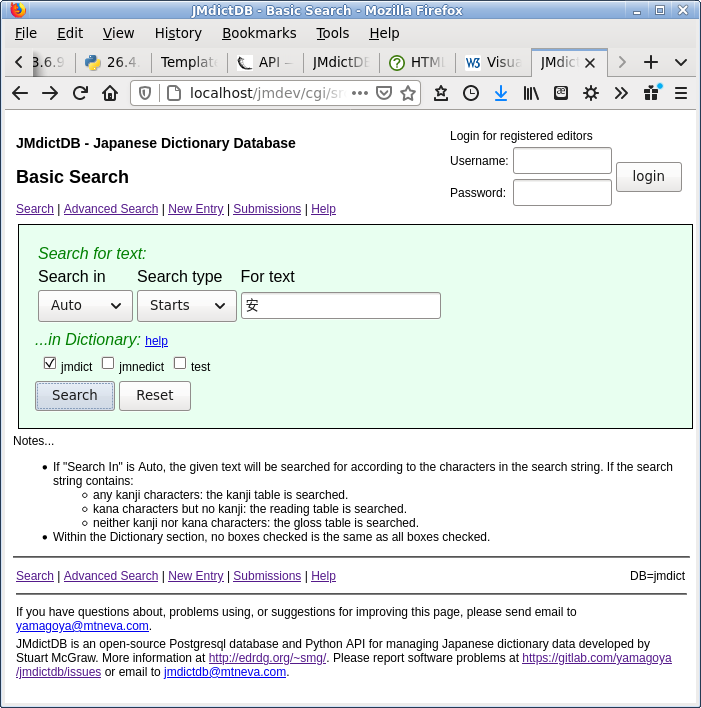 JMdictDB - Basic Search - Mozilla Firefox
File Edit View History Bookmarks Tools Help
3.6.9 26.4. Templat API – JMdictDB HTML W3 Visua JMdict
localhost/jmdev/cgi/sr
JMdictDB - Japanese Dictionary Database
Login for registered editors
Username:
Basic Search
login
Password:
Search | Advanced Search | New Entry | Submissions | Help
Search for text:
Search in Search type For text
Auto Starts 安
...in Dictionary: help
jmdict jmnedict test
Search Reset
Notes...
• If "Search In" is Auto, the given text will be searched for according to the characters in the search string. If the search
string contains:
◦ any kanji characters: the kanji table is searched.
◦ kana characters but no kanji: the reading table is searched.
◦ neither kanji nor kana characters: the gloss table is searched.
• Within the Dictionary section, no boxes checked is the same as all boxes checked.
Search | Advanced Search | New Entry | Submissions | Help DB=jmdict
If you have questions about, problems using, or suggestions for improving this page, please send email to
yamagoya@mtneva.com.
JMdictDB is an open-source Postgresql database and Python API for managing Japanese dictionary data developed by
Stuart McGraw. More information at http://edrdg.org/~smg/. Please report software problems at https://gitlab.com/yamagoya
/jmdictdb/issues or email to jmdictdb@mtneva.com.